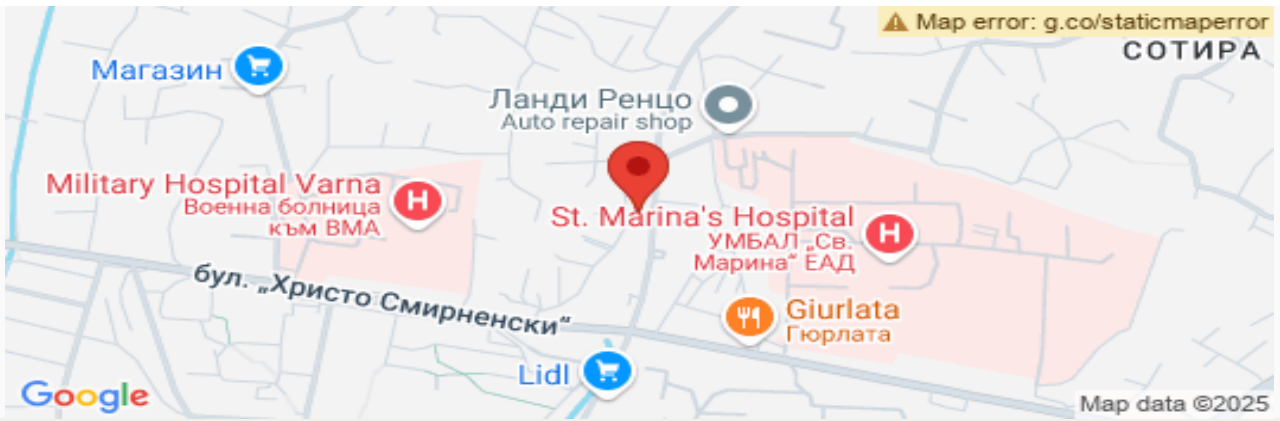 Map error: g.co/staticmaperror
СОТИРА
Магазин
Ланди Ренцо
Auto repair shop
Military Hospital Varna
Военна болница
към ВМА
St. Marina's Hospital
УМБАЛ „Св.
Марина“ ЕАД
бул. „Христо Смирненски“
Giurlata
Гюрлата
Lidl
Google
Map data ©2025